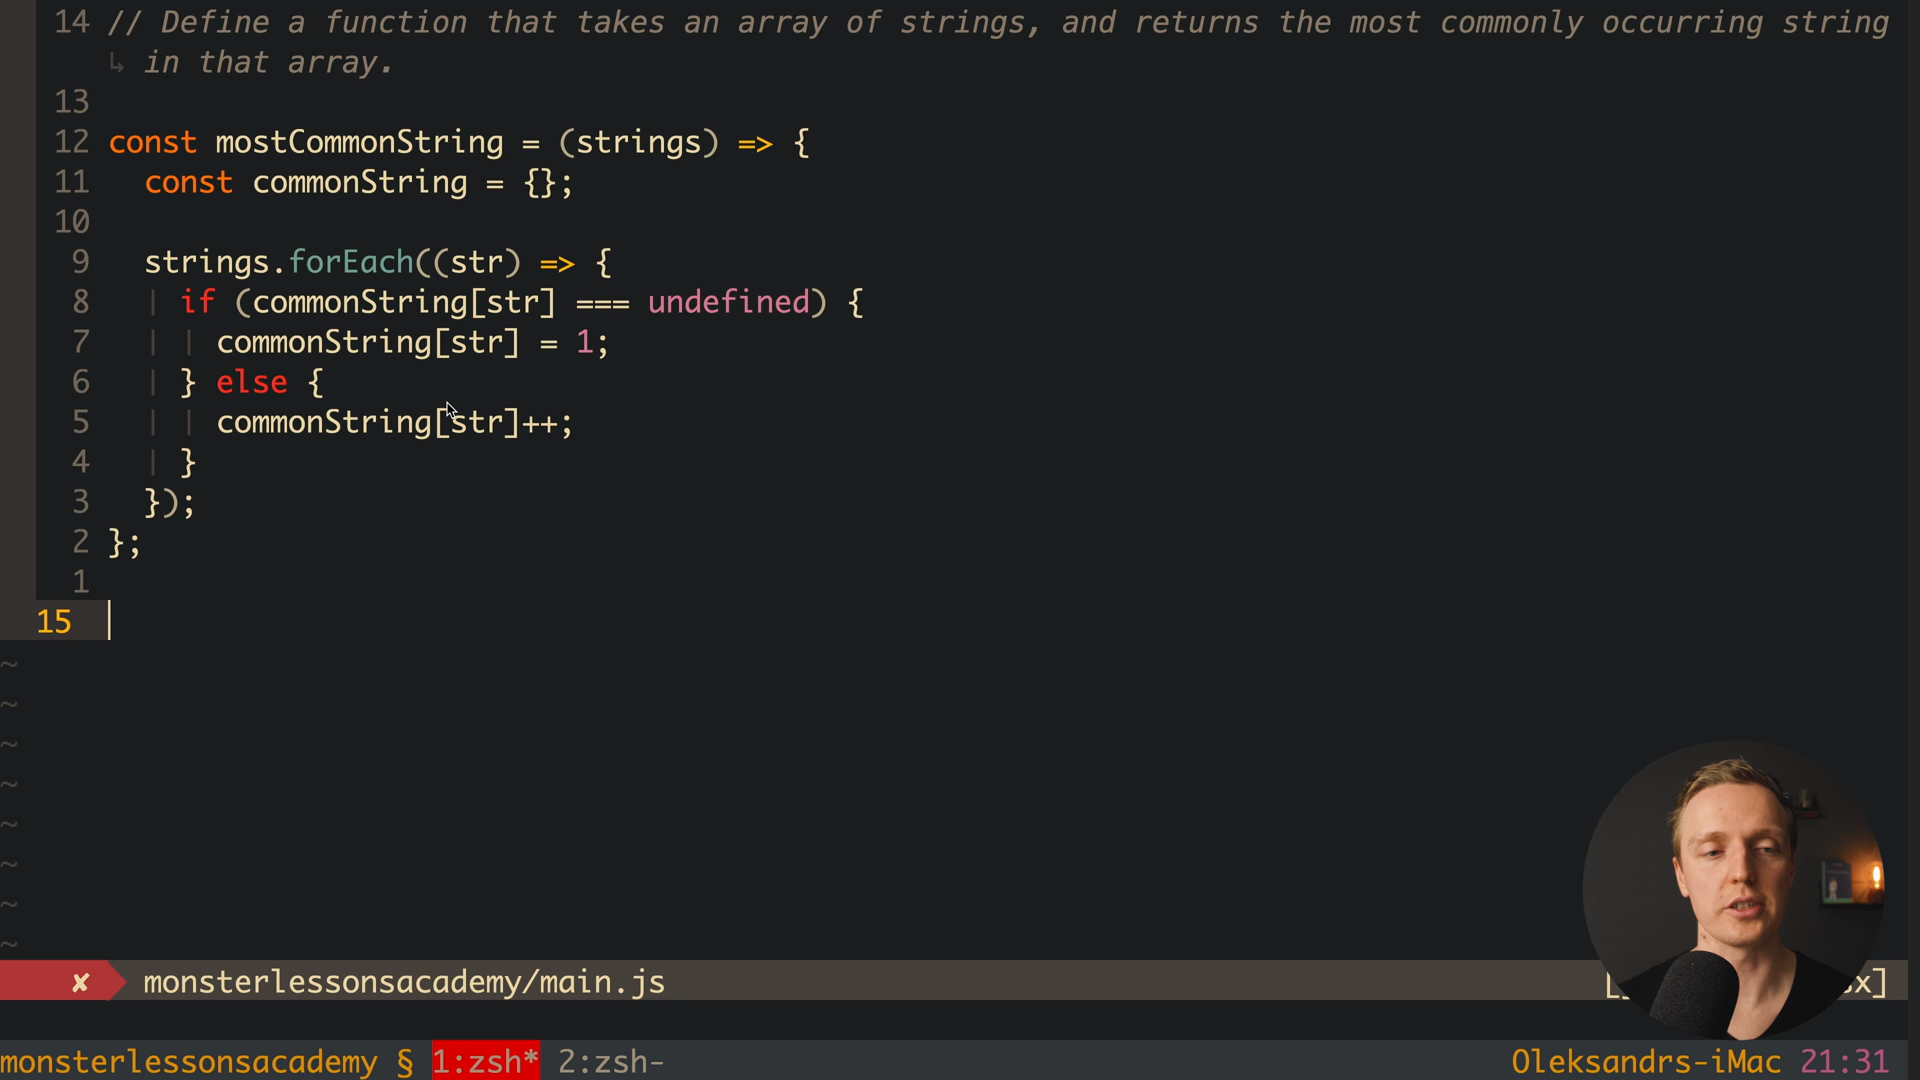 14 // Define a function that takes an array of strings, and returns the most commonly occurring string
↳ in that array.
13
12 const mostCommonString = (strings) => {
11 const commonString = {};
10
9 strings.forEach((str) => {
8 | if (commonString[str] === undefined) {
7 | | commonString[str] = 1;
6 | } else {
5 | | commonString[str]++;
4 | }
3 });
2 };
1
15
~
~
~
~
~
~
~
~
✘ monsterlessonsacademy/main.js
monsterlessonsacademy § 1:zsh* 2:zsh- Oleksandrs-iMac 21:31